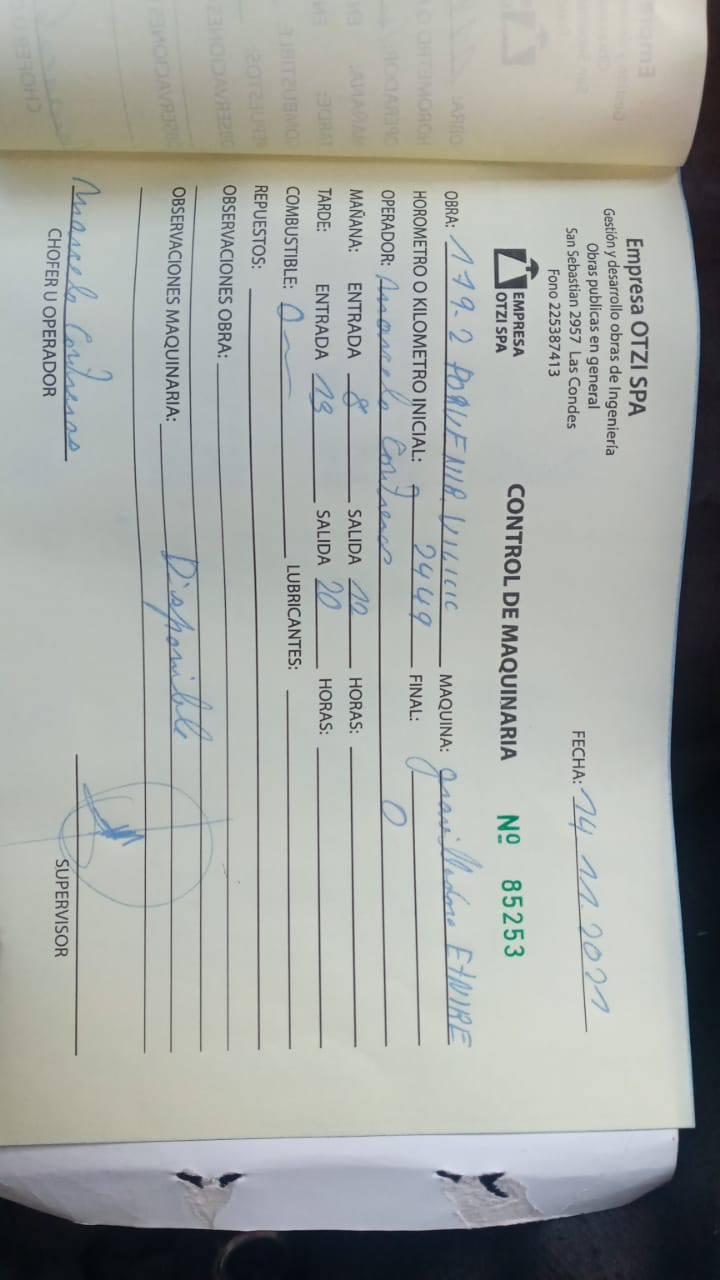 Empresa OTZI SPA
Gestión y desarrollo obras de Ingeniería
Obras publicas en general
San Sebastian 2957 Las Condes
Fono 225387413
FECHA: 14 11.2021
EMPRESA
OTZI SPA
CONTROL DE MAQUINARIA Nº 85253
OBRA: 179-2 PORVENIR. VILICIC MAQUINA: gravilladora ETNIRE
HOROMETRO O KILOMETRO INICIAL: 2449 FINAL:
OPERADOR: Marcelo Contreras 0
MAÑANA: ENTRADA 8 SALIDA 12 HORAS:
TARDE: ENTRADA 13 SALIDA 20 HORAS:
COMBUSTIBLE: 0 LUBRICANTES:
REPUESTOS:
OBSERVACIONES OBRA:
OBSERVACIONES MAQUINARIA: Disponible
Marcelo Contreras
CHOFER U OPERADOR SUPERVISOR